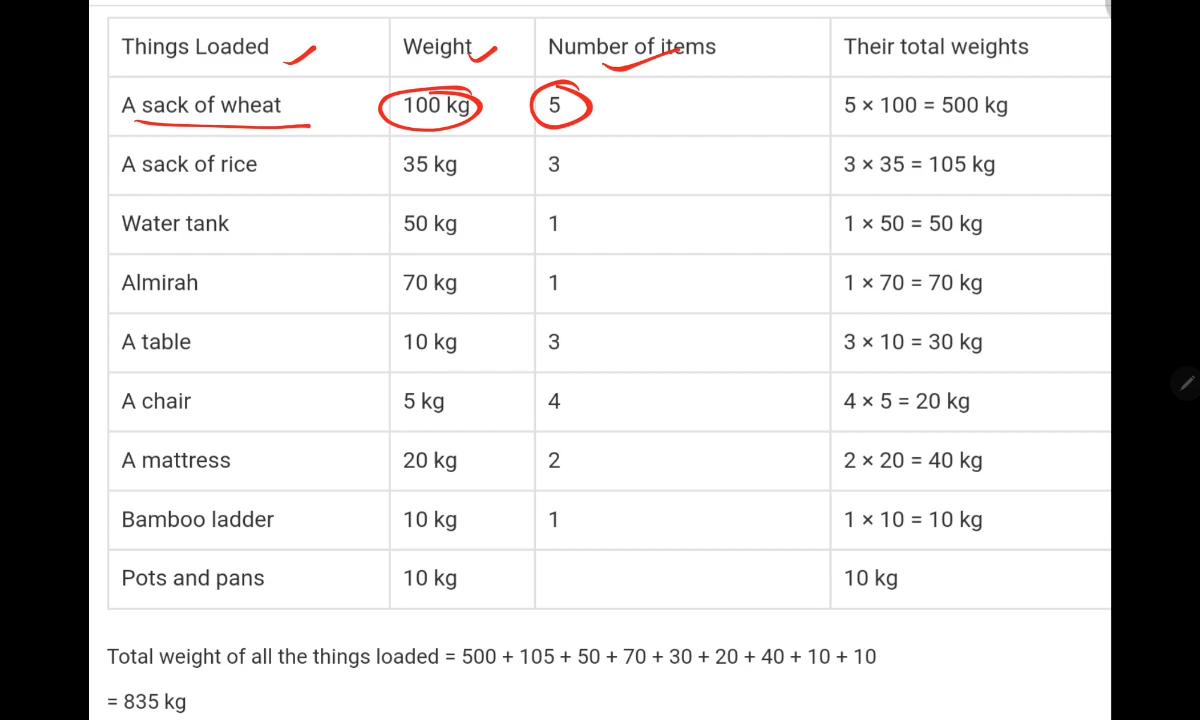 Things Loaded Weight Number of items Their total weights
A sack of wheat 100 kg 5 5 × 100 = 500 kg
A sack of rice 35 kg 3 3 × 35 = 105 kg
Water tank 50 kg 1 1 × 50 = 50 kg
Almirah 70 kg 1 1 × 70 = 70 kg
A table 10 kg 3 3 × 10 = 30 kg
A chair 5 kg 4 4 × 5 = 20 kg
A mattress 20 kg 2 2 × 20 = 40 kg
Bamboo ladder 10 kg 1 1 × 10 = 10 kg
Pots and pans 10 kg 10 kg
Total weight of all the things loaded = 500 + 105 + 50 + 70 + 30 + 20 + 40 + 10 + 10
= 835 kg